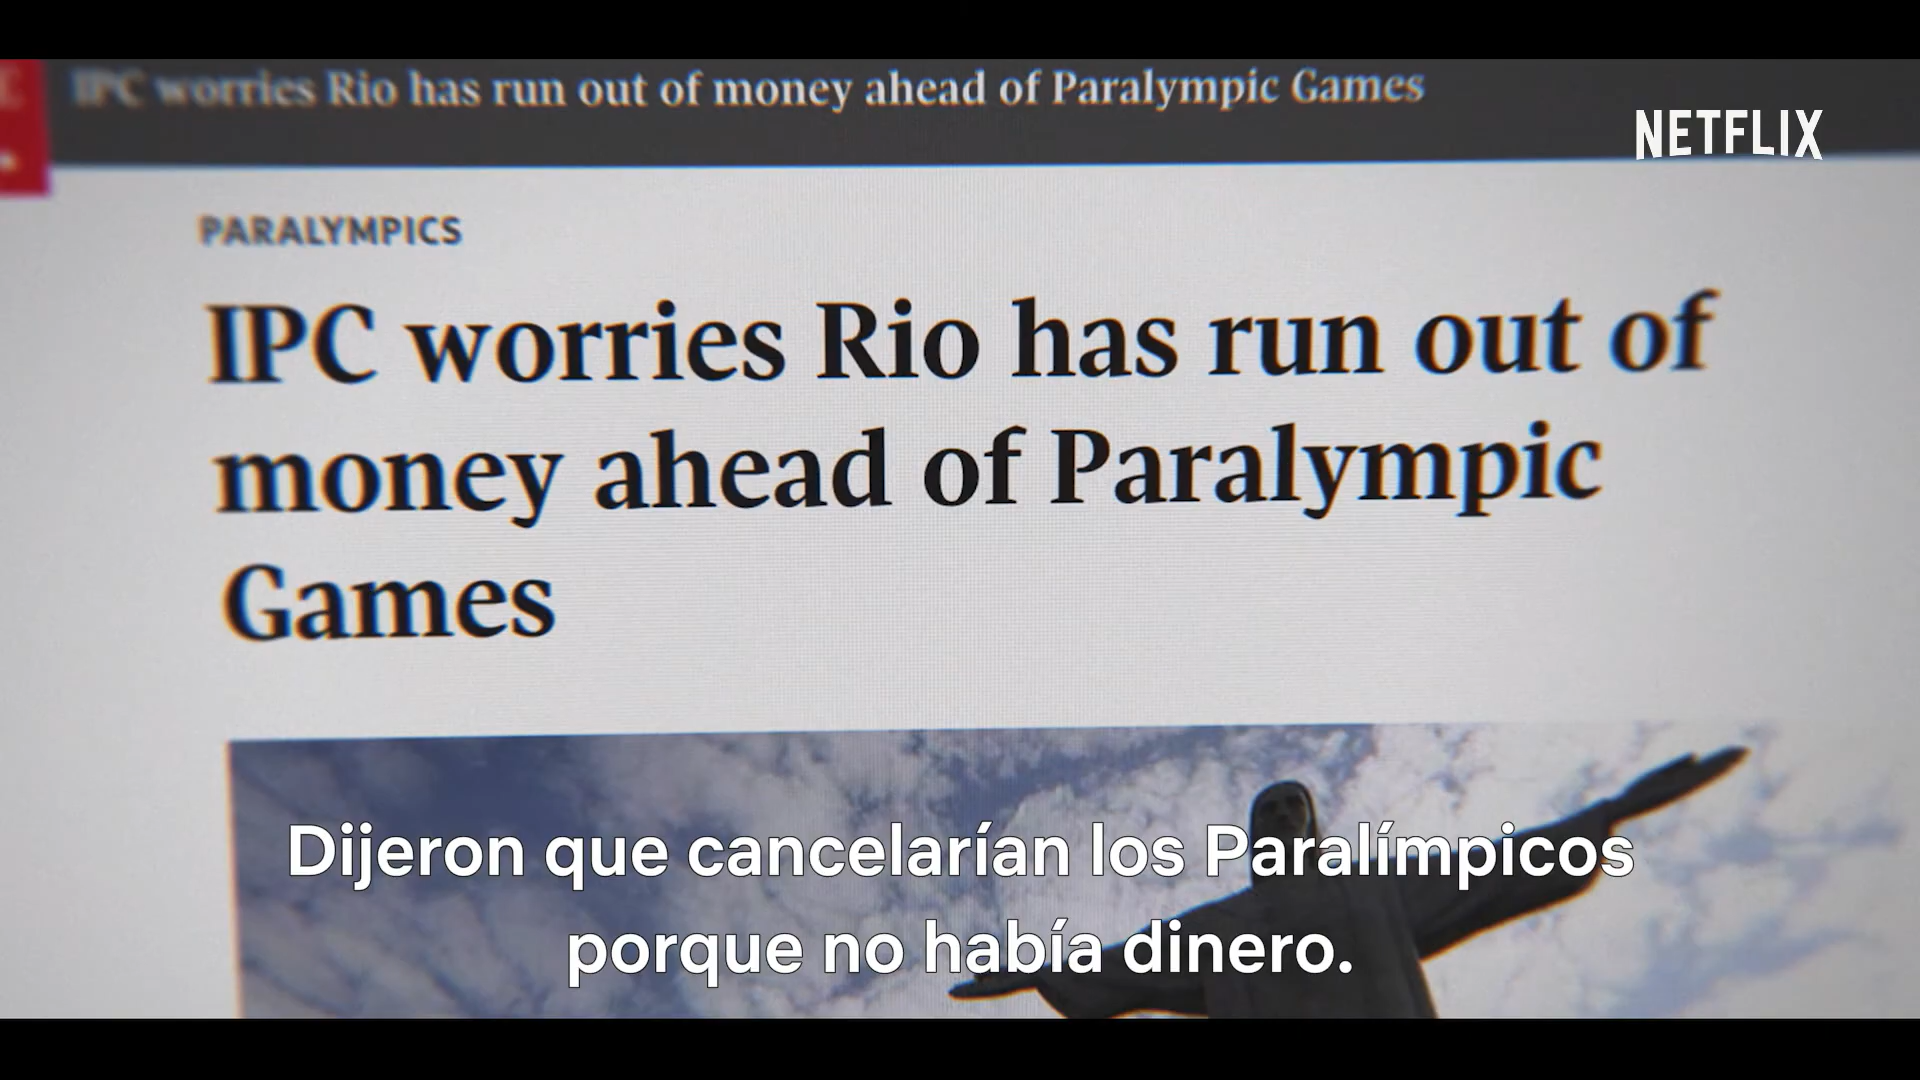 IPC worries Rio has run out of money ahead of Paralympic Games
NETFLIX
PARALYMPICS
IPC worries Rio has run out of
money ahead of Paralympic
Games
Dijeron que cancelarían los Paralímpicos
porque no había dinero.